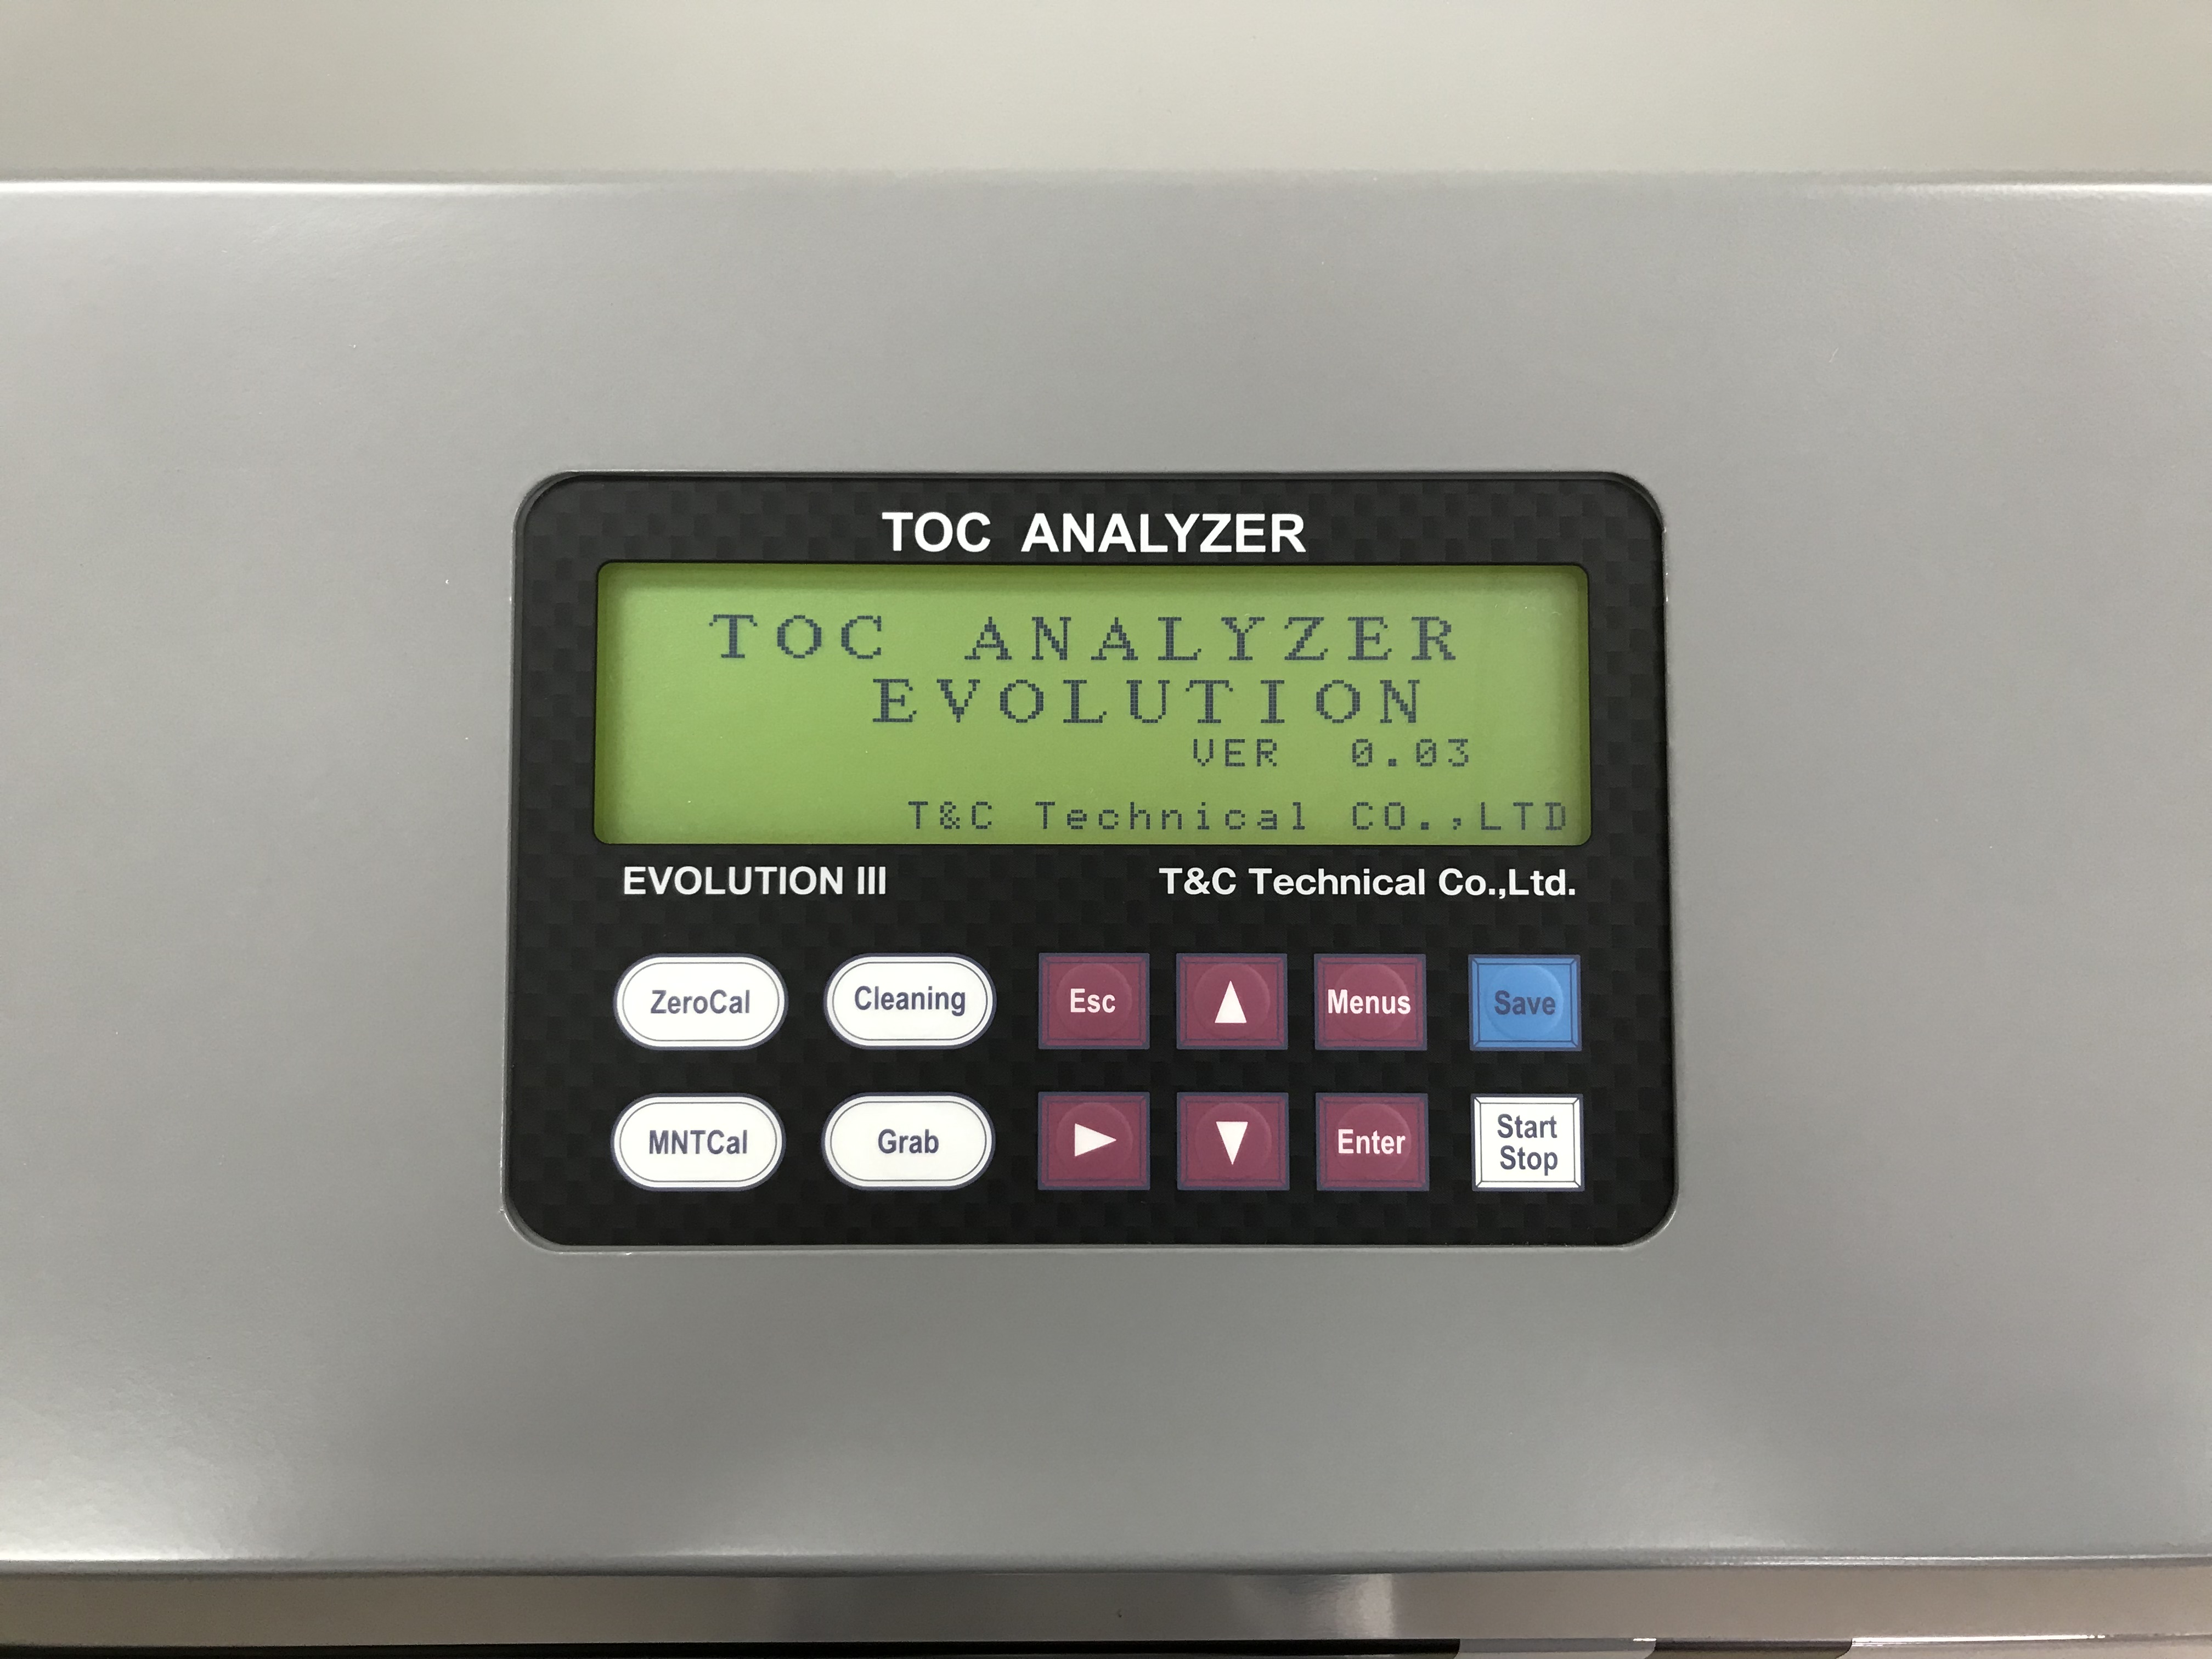 TOC ANALYZER
TOC ANALYZER
EVOLUTION
VER 0.03
T&C Technical CO.,LTD
EVOLUTION III T&C Technical Co.,Ltd.
ZeroCal Cleaning Esc Menus Save
MNTCal Grab Enter Start
Stop